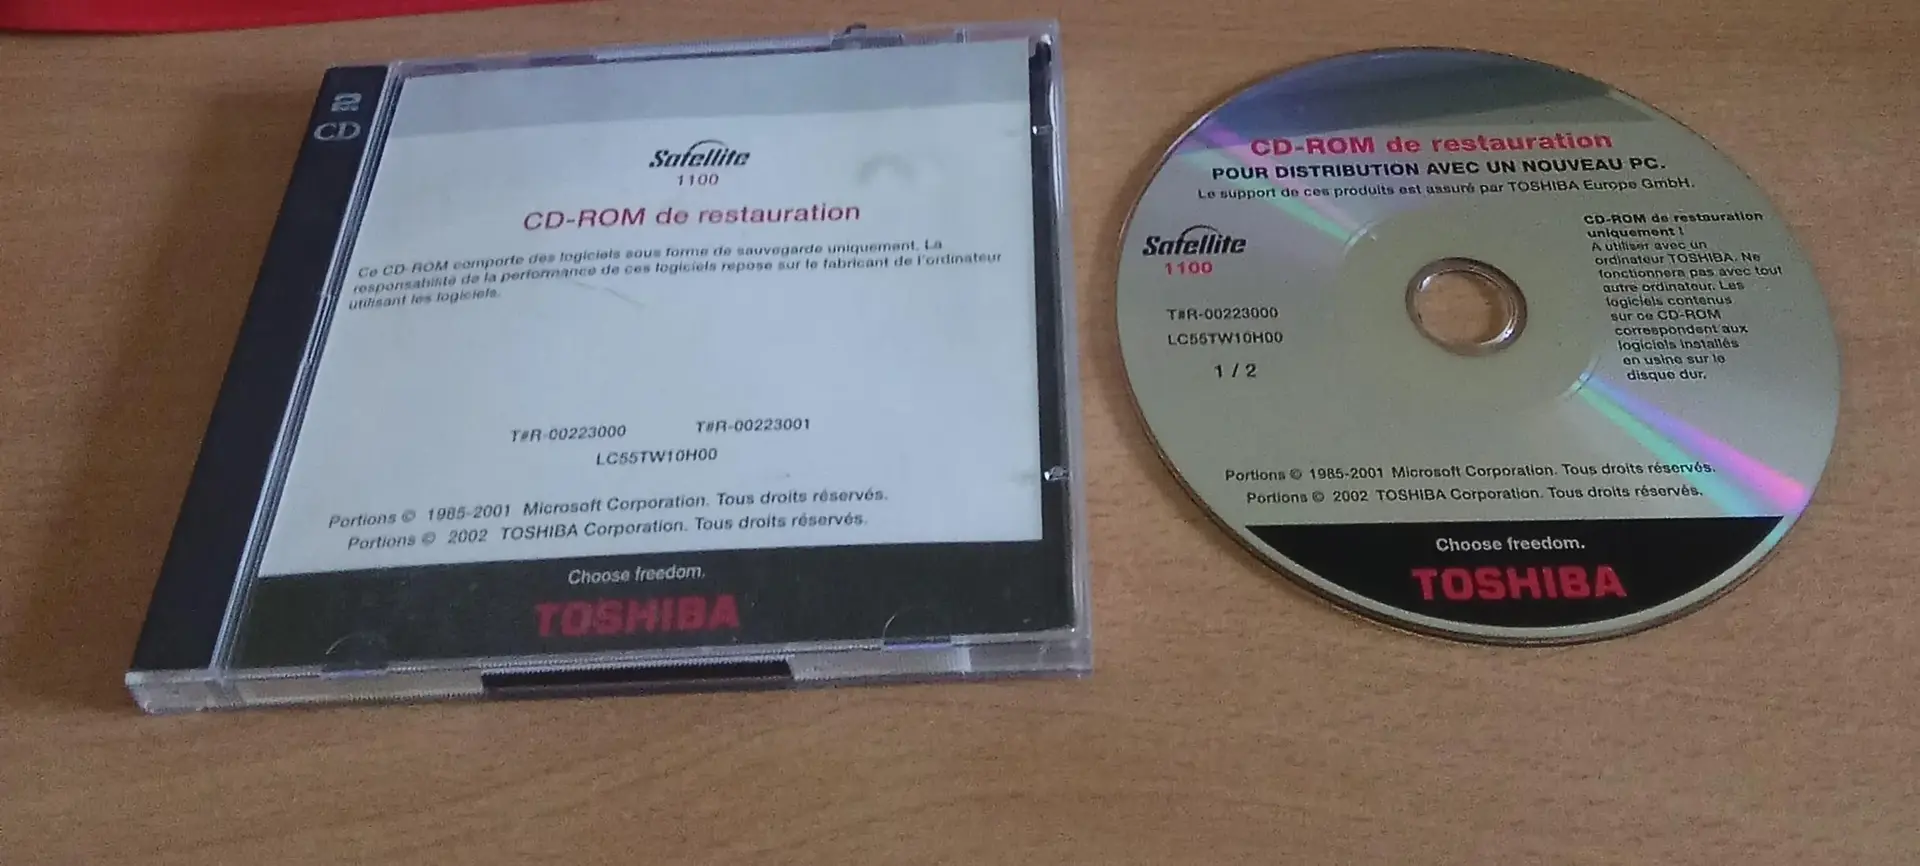 2
CD
Satellite
1100
CD-ROM de restauration
Ce CD-ROM comporte des logiciels sous forme de sauvegarde uniquement. La
responsabilité de la performance de ces logiciels repose sur le fabricant de l'ordinateur
utilisant les logiciels.
T#R-00223000 T#R-00223001
LC55TW10H00
Portions © 1985-2001 Microsoft Corporation. Tous droits réservés.
Portions © 2002 TOSHIBA Corporation. Tous droits réservés.
Choose freedom.
TOSHIBA
CD-ROM de restauration
POUR DISTRIBUTION AVEC UN NOUVEAU PC.
Le support de ces produits est assuré par TOSHIBA Europe GmbH.
Satellite
1100
T#R-00223000
LC55TW10H00
1 / 2
CD-ROM de restauration
uniquement !
A utiliser avec un
ordinateur TOSHIBA. Ne
fonctionnera pas avec tout
autre ordinateur. Les
logiciels contenus
sur ce CD-ROM
correspondent aux
logiciels installés
en usine sur le
disque dur.
Portions © 1985-2001 Microsoft Corporation. Tous droits réservés.
Portions © 2002 TOSHIBA Corporation. Tous droits réservés.
Choose freedom.
TOSHIBA